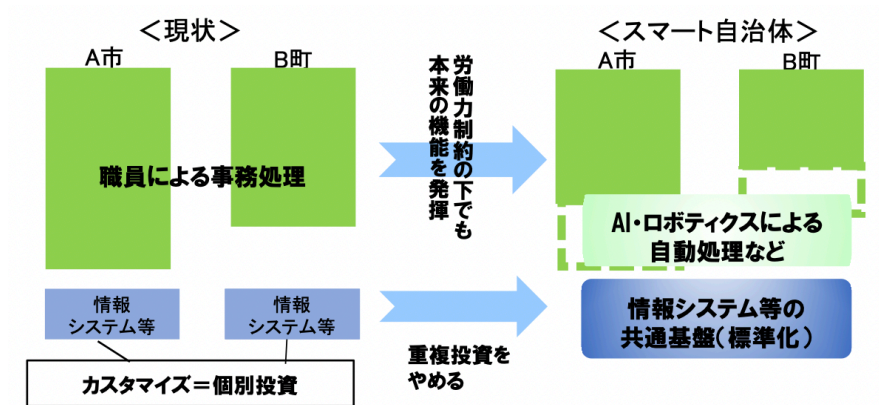 ＜現状＞
A市
B町
職員による事務処理
情報
システム等
情報
システム等
カスタマイズ＝個別投資
労働力制約の下でも
本来の機能を発揮
重複投資を
やめる
＜スマート自治体＞
A市
B町
AI・ロボティクスによる
自動処理など
情報システム等の
共通基盤（標準化）